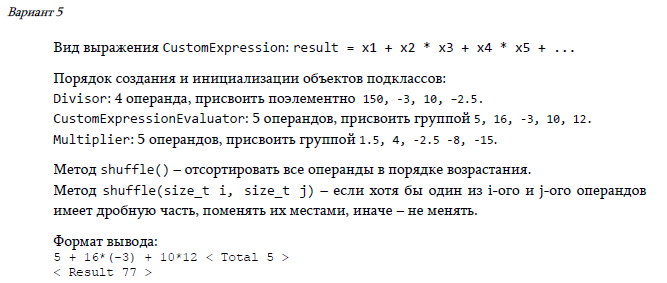 Вариант 5
Вид выражения CustomExpression: result = x1 + x2 * x3 + x4 * x5 + ...
Порядок создания и инициализации объектов подклассов:
Divisor: 4 операнда, присвоить поэлементно 150, -3, 10, –2.5.
CustomExpressionEvaluator: 5 операндов, присвоить группой 5, 16, -3, 10, 12.
Multiplier: 5 операндов, присвоить группой 1.5, 4, -2.5 -8, -15.
Метод shuffle() – отсортировать все операнды в порядке возрастания.
Метод shuffle(size_t i, size_t j) – если хотя бы один из i-ого и j-ого операндов
имеет дробную часть, поменять их местами, иначе – не менять.
Формат вывода:
5 + 16*(-3) + 10*12 < Total 5 >
< Result 77 >